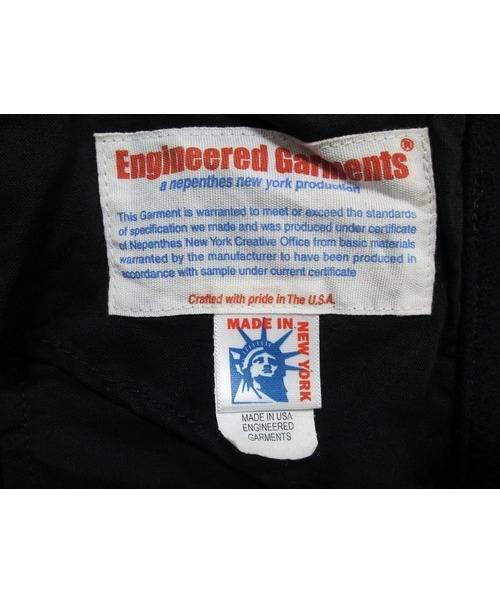 Engineered Garments®
a nepenthes new york production
This Garment is warranted to meet or exceed the standards
of specification we made and was produced under certificate
of Nepenthes New York Creative Office from basic materials
warranted by the manufacturer to have been produced in
accordance with sample under current certificate
Crafted with pride in The U.S.A.
MADE IN
NEW YORK
MADE IN USA
ENGINEERED
GARMENTS